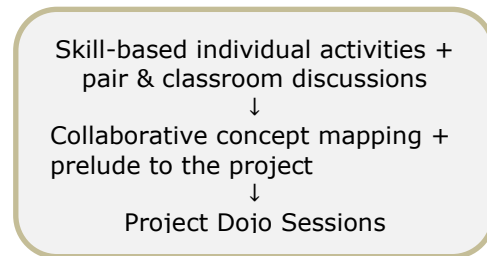 Skill-based individual activities +
pair & classroom discussions
↓
Collaborative concept mapping +
prelude to the project
↓
Project Dojo Sessions